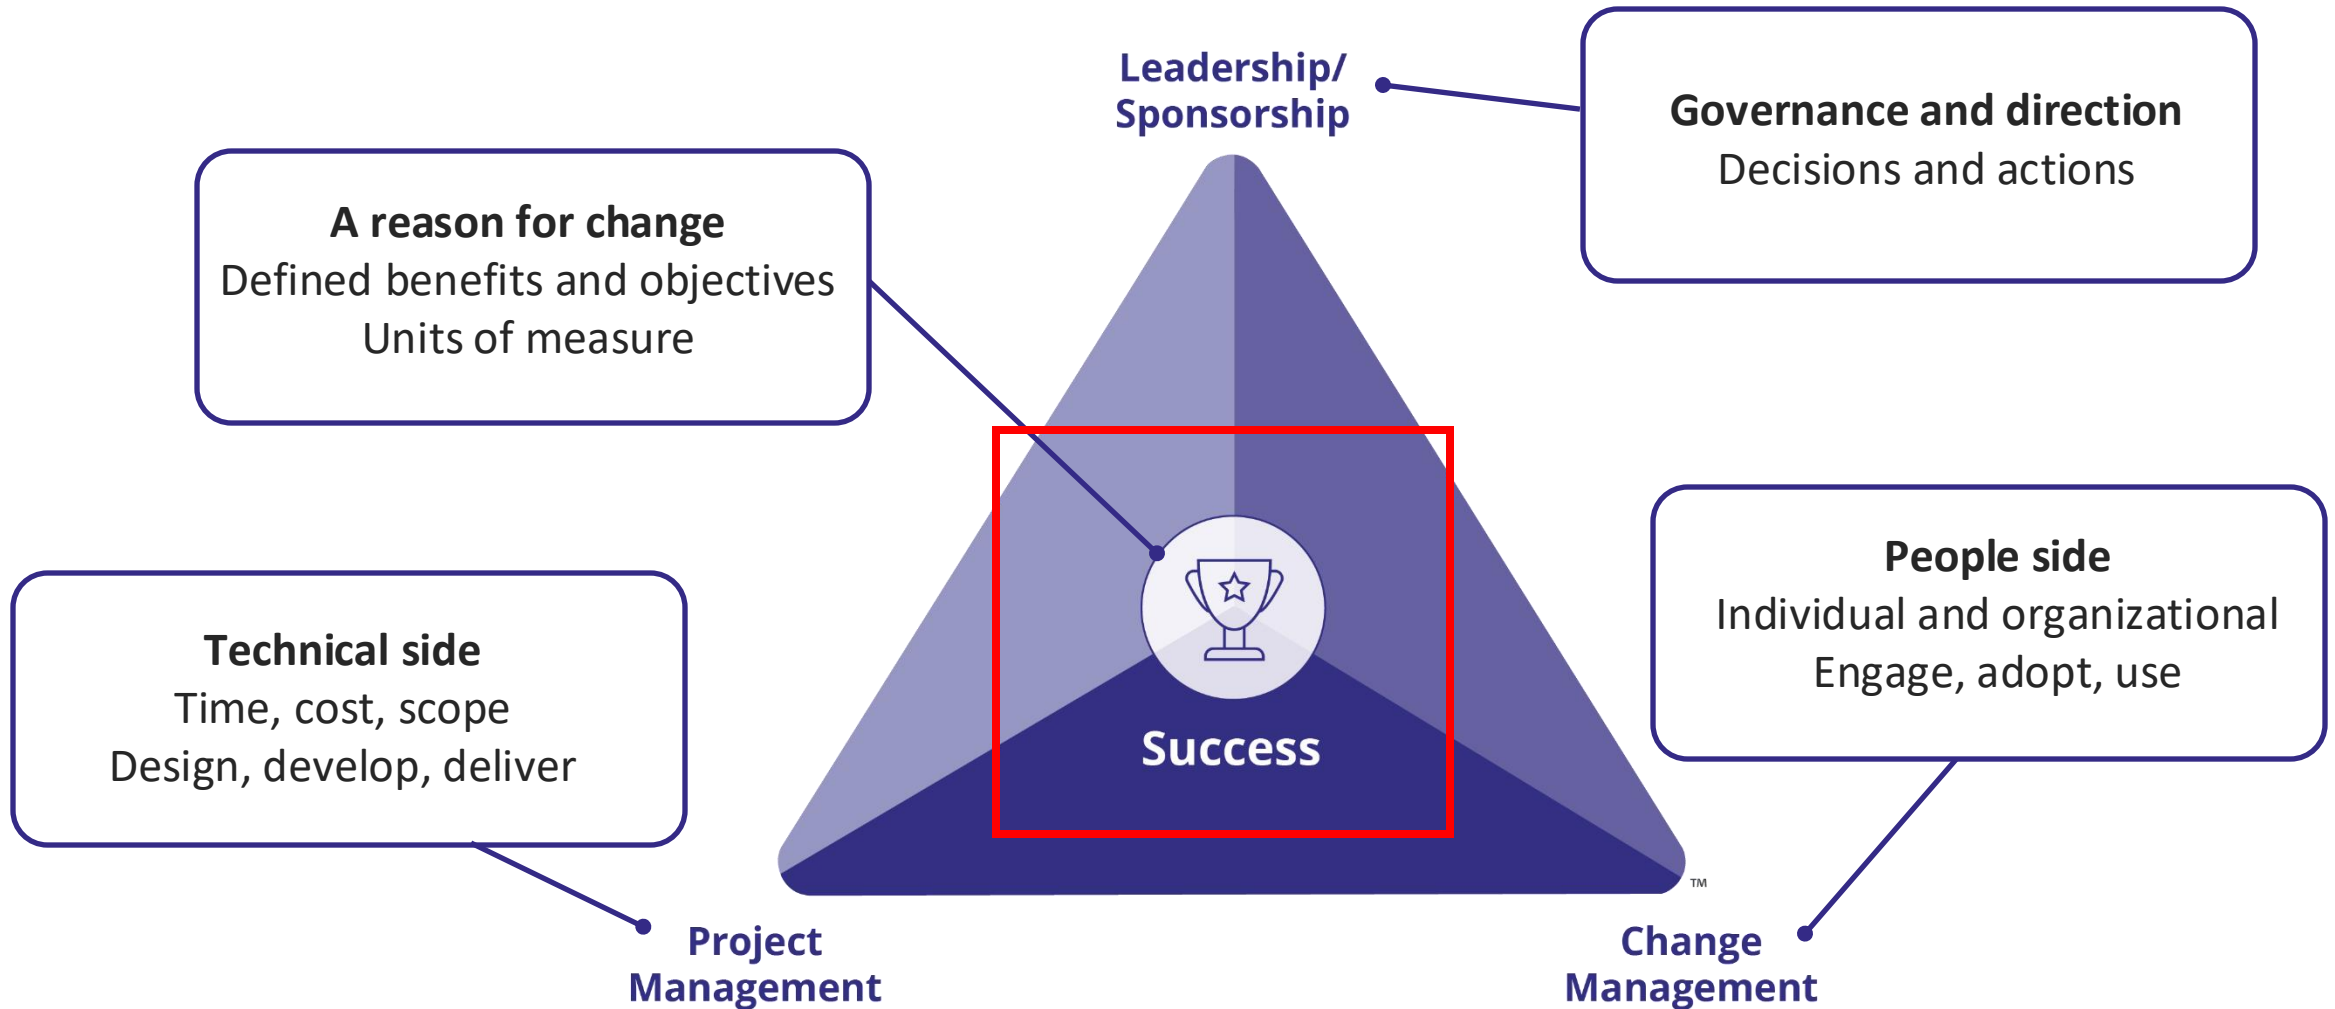 Leadership/
Sponsorship
Governance and direction
Decisions and actions
A reason for change
Defined benefits and objectives
Units of measure
People side
Individual and organizational
Engage, adopt, use
Technical side
Time, cost, scope
Design, develop, deliver
Success
TM
Project
Management
Change
Management